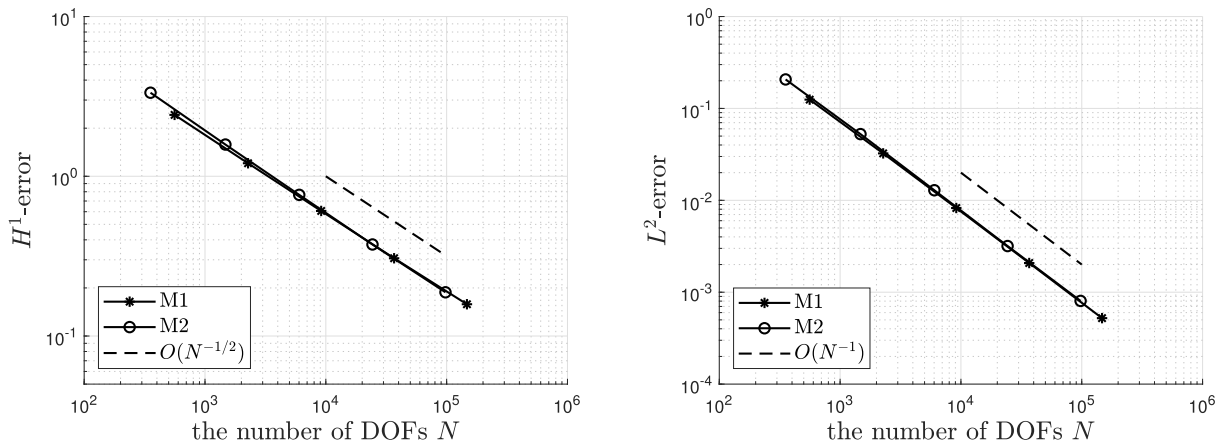 10^1
10^0
10^{-1}
H^1-error
M1
M2
O(N^{-1/2})
10^2
10^3
10^4
10^5
10^6
the number of DOFs N
10^0
10^{-1}
10^{-2}
10^{-3}
10^{-4}
L^2-error
M1
M2
O(N^{-1})
10^2
10^3
10^4
10^5
10^6
the number of DOFs N